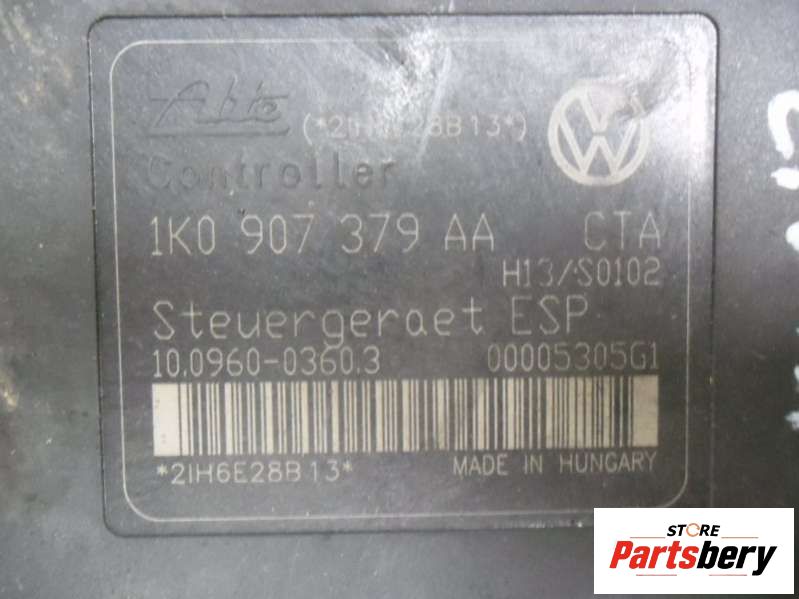 Ate (*2IH6E28B13*)
Controller
1K0 907 379 AA CTA
H13/S0102
Steuergeraet ESP
10.0960-0360.3 00005305G1
*2IH6E28B13* MADE IN HUNGARY
STORE
Partsbery